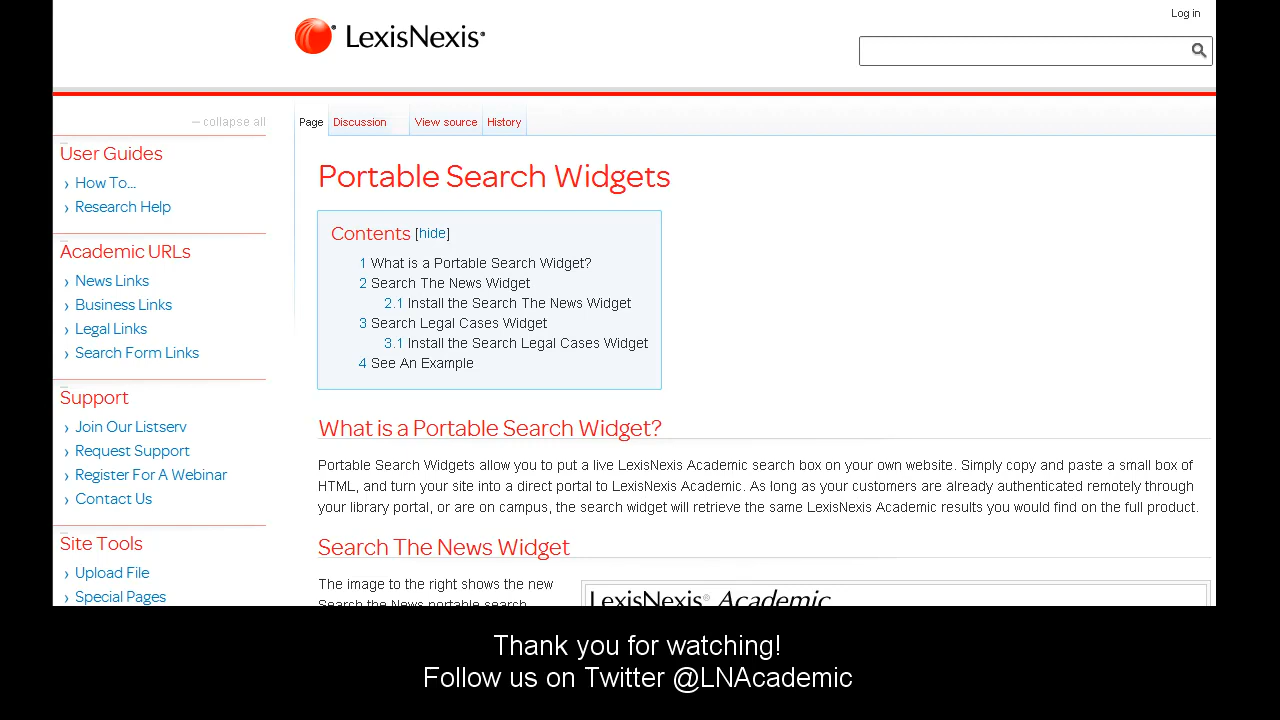 Log in
LexisNexis®
– collapse all
Page
Discussion
View source
History
User Guides
› How To...
› Research Help
Academic URLs
› News Links
› Business Links
› Legal Links
› Search Form Links
Support
› Join Our Listserv
› Request Support
› Register For A Webinar
› Contact Us
Site Tools
› Upload File
› Special Pages
Portable Search Widgets
Contents [hide]
1 What is a Portable Search Widget?
2 Search The News Widget
2.1 Install the Search The News Widget
3 Search Legal Cases Widget
3.1 Install the Search Legal Cases Widget
4 See An Example
What is a Portable Search Widget?
Portable Search Widgets allow you to put a live LexisNexis Academic search box on your own website. Simply copy and paste a small box of
HTML, and turn your site into a direct portal to LexisNexis Academic. As long as your customers are already authenticated remotely through
your library portal, or are on campus, the search widget will retrieve the same LexisNexis Academic results you would find on the full product.
Search The News Widget
The image to the right shows the new
Search the News portable search
LexisNexis® Academic
Thank you for watching!
Follow us on Twitter @LNAcademic